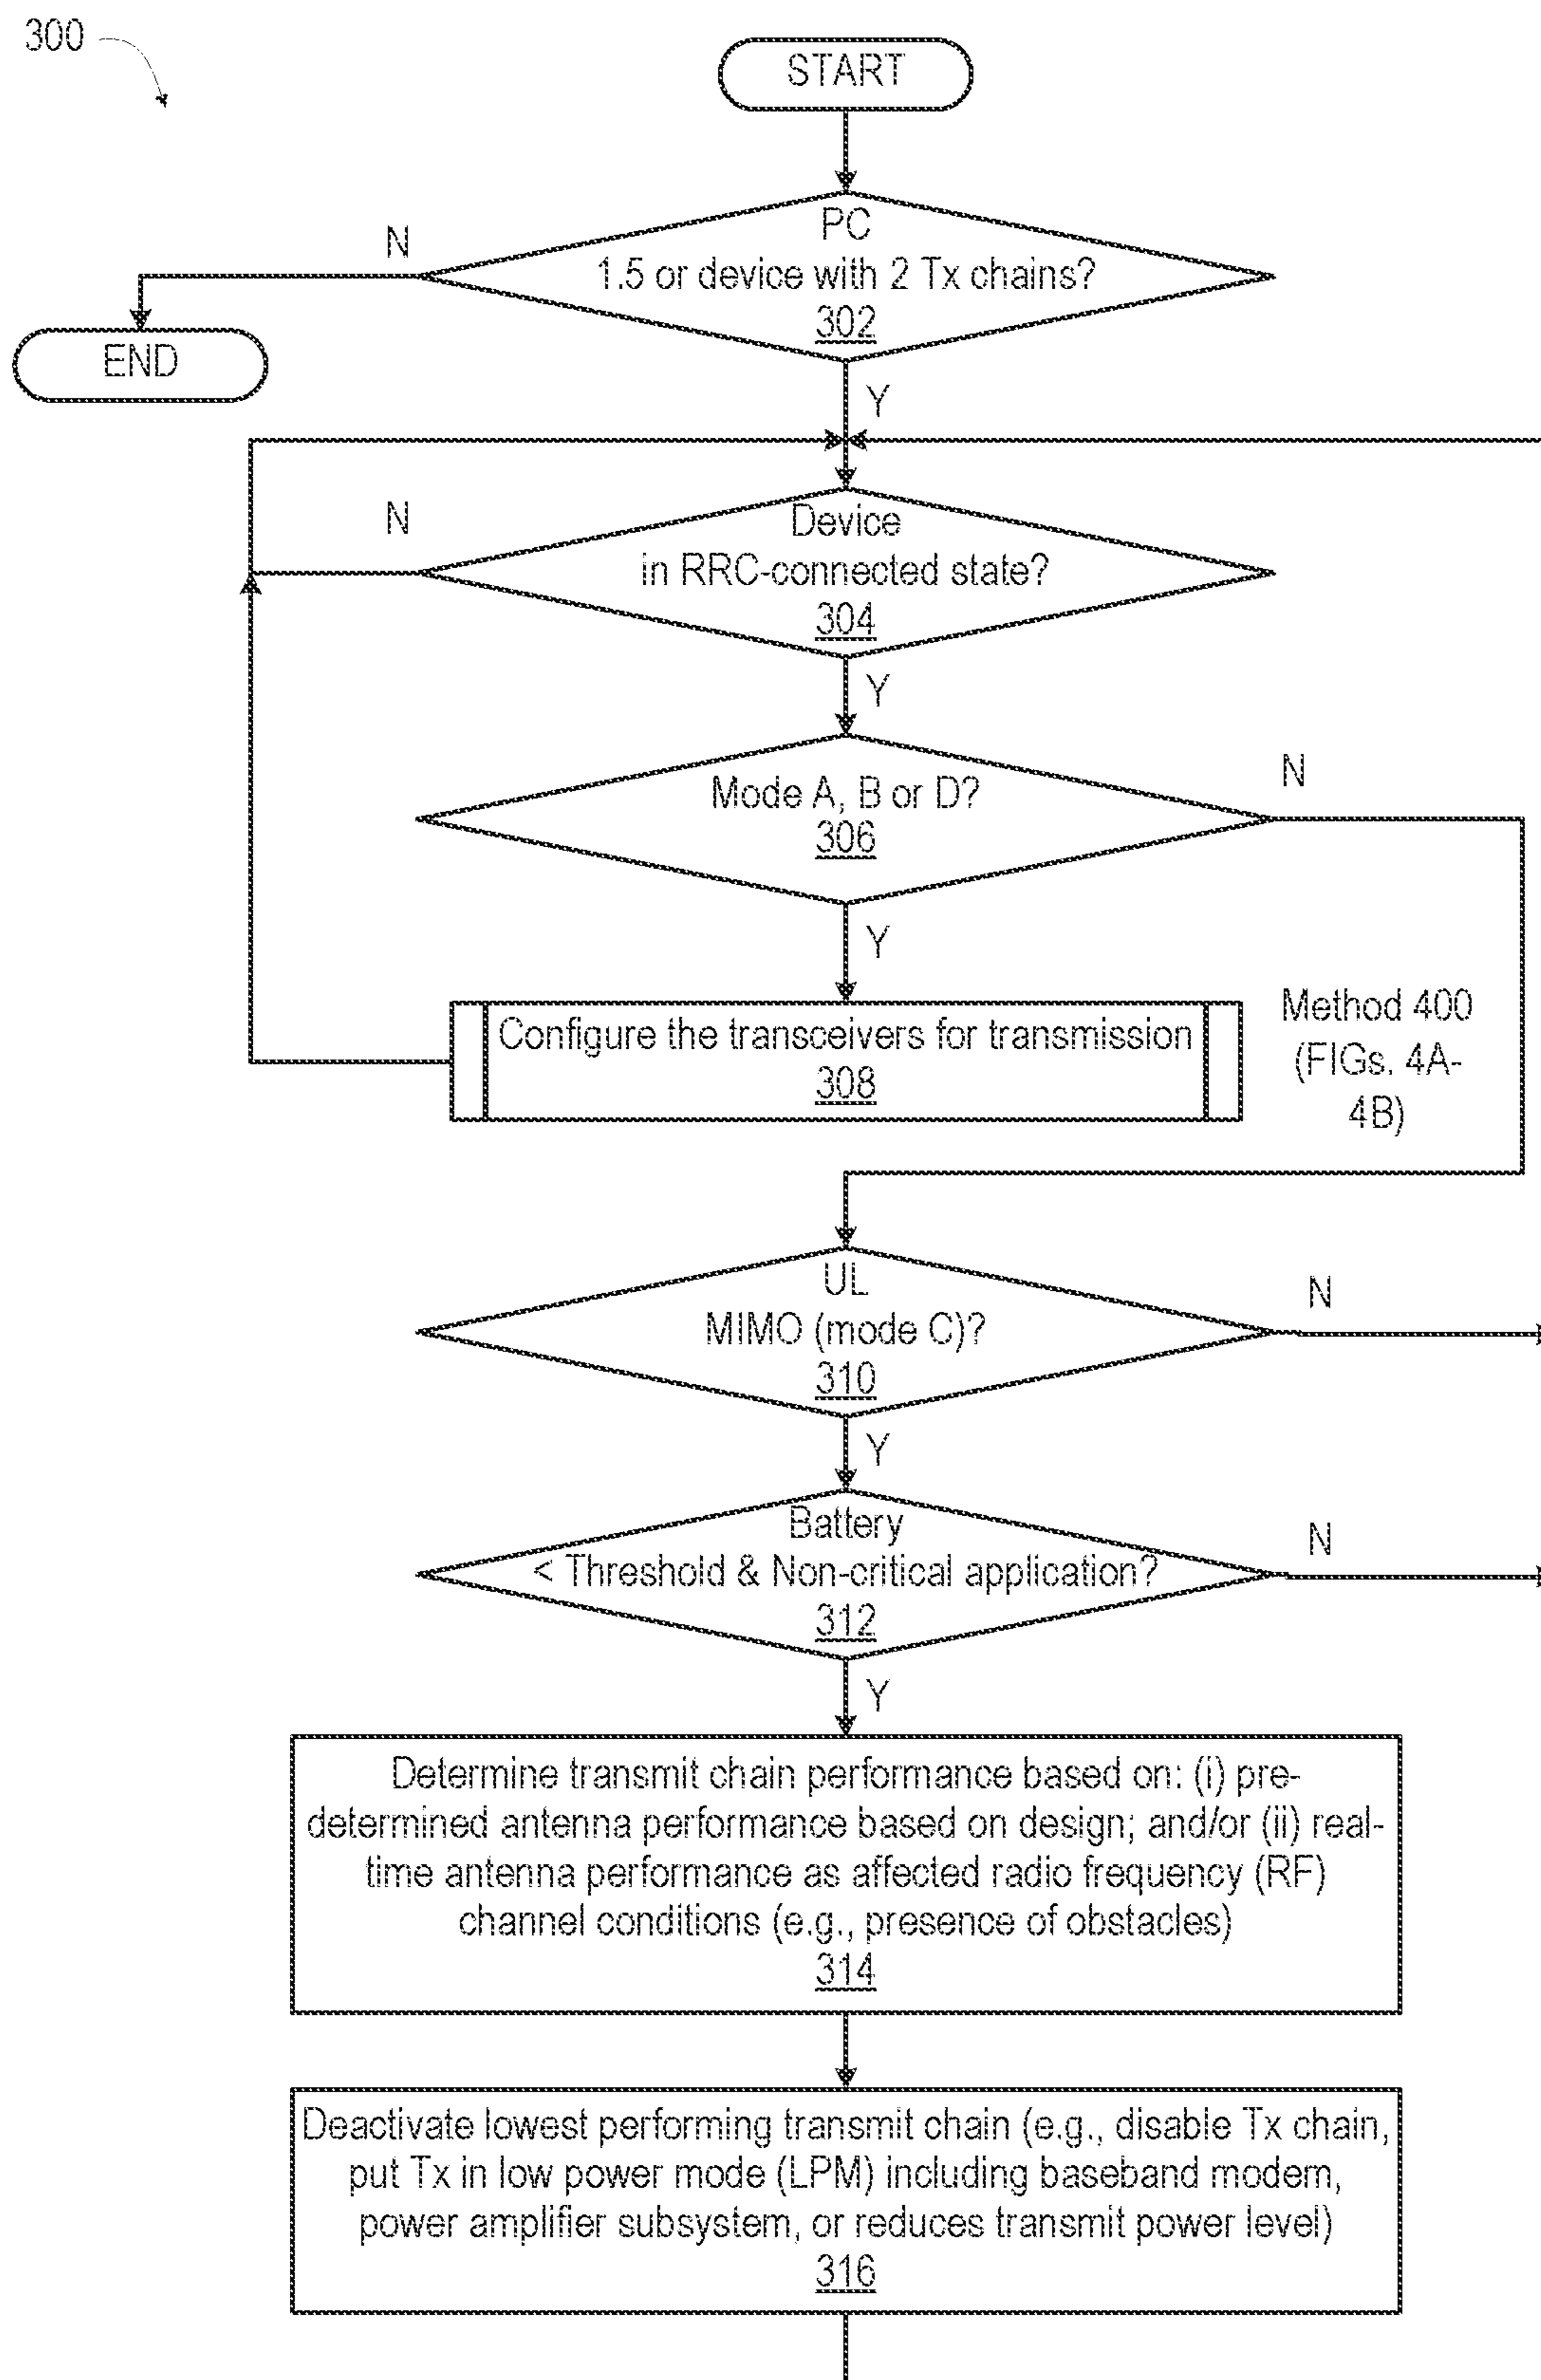 300
START
PC
1.5 or device with 2 Tx chains?
302
N
END
Y
Device
in RRC-connected state?
304
N
Y
Mode A, B or D?
306
N
Y
Configure the transceivers for transmission
308
Method 400
(FIGs. 4A-
4B)
UL
MIMO (mode C)?
310
N
Y
Battery
< Threshold & Non-critical application?
312
N
Y
Determine transmit chain performance based on: (i) pre-
determined antenna performance based on design; and/or (ii) real-
time antenna performance as affected radio frequency (RF)
channel conditions (e.g., presence of obstacles)
314
Deactivate lowest performing transmit chain (e.g., disable Tx chain,
put Tx in low power mode (LPM) including baseband modem,
power amplifier subsystem, or reduces transmit power level)
316